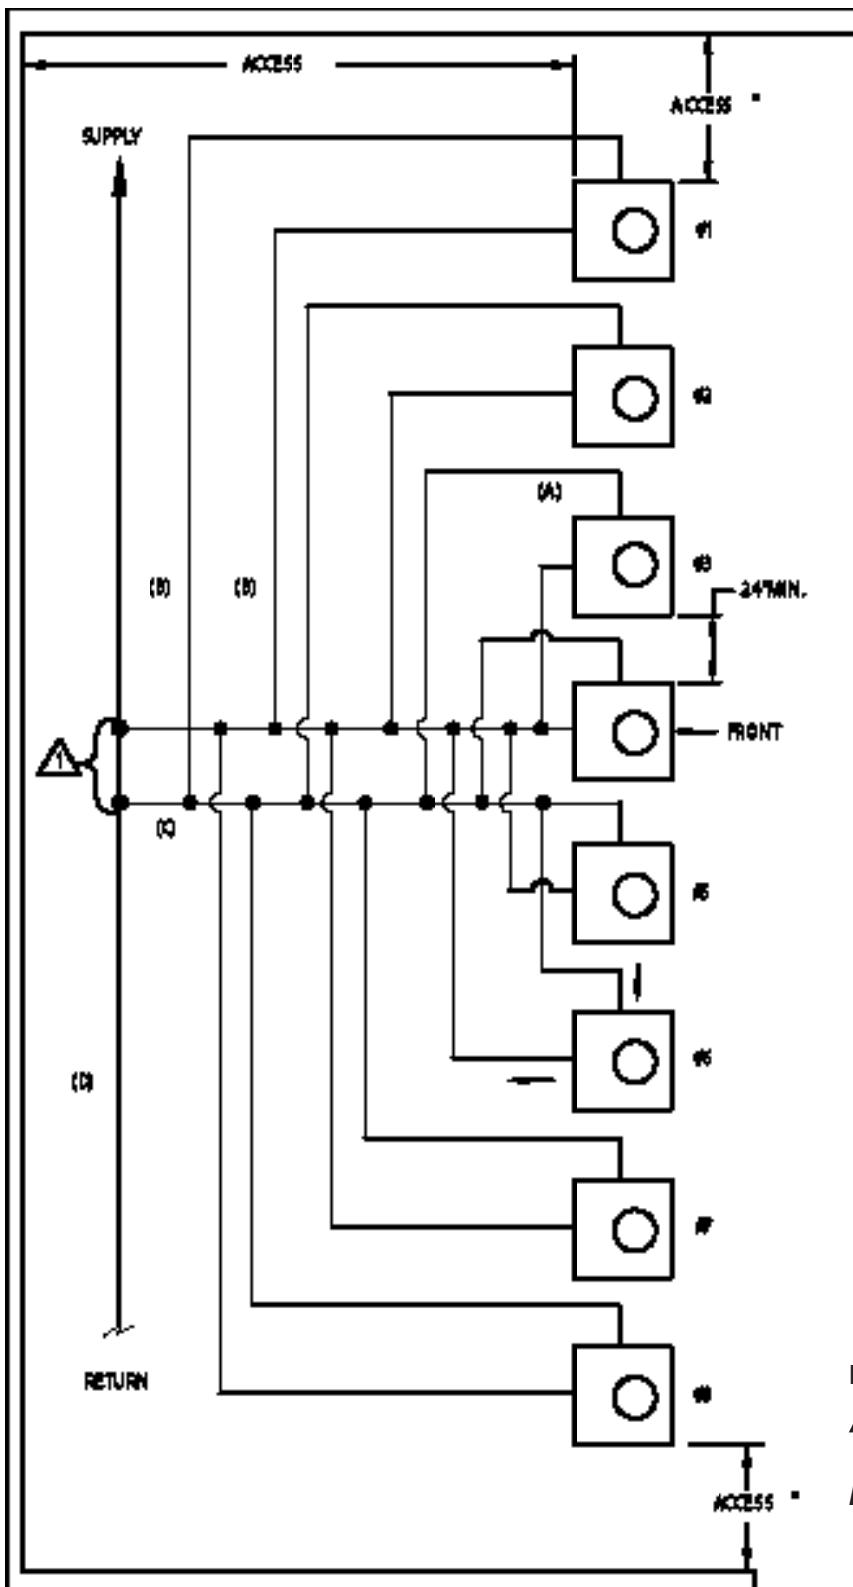 ACCESS
ACCESS *
SUPPLY
#1
#2
(A)
#3
(B) (B)
24"MIN.
FRONT
1
(C)
#5
#6
(D)
#7
RETURN
#8
ACCESS *